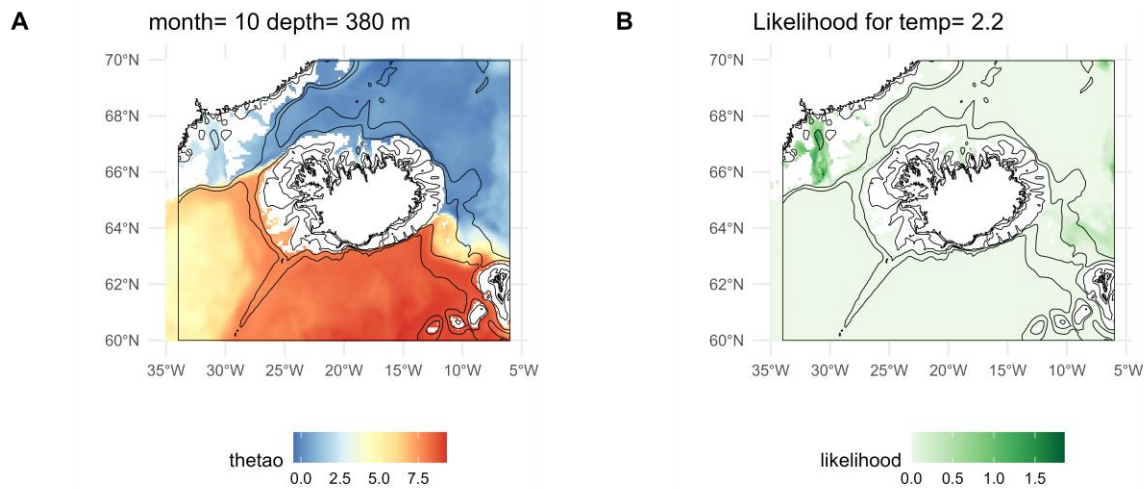 A
month= 10 depth= 380 m
70°N
68°N
66°N
64°N
62°N
60°N
35°W 30°W 25°W 20°W 15°W 10°W 5°W
thetao
0.0 2.5 5.0 7.5
B
Likelihood for temp= 2.2
70°N
68°N
66°N
64°N
62°N
60°N
35°W 30°W 25°W 20°W 15°W 10°W 5°W
likelihood
0.0 0.5 1.0 1.5